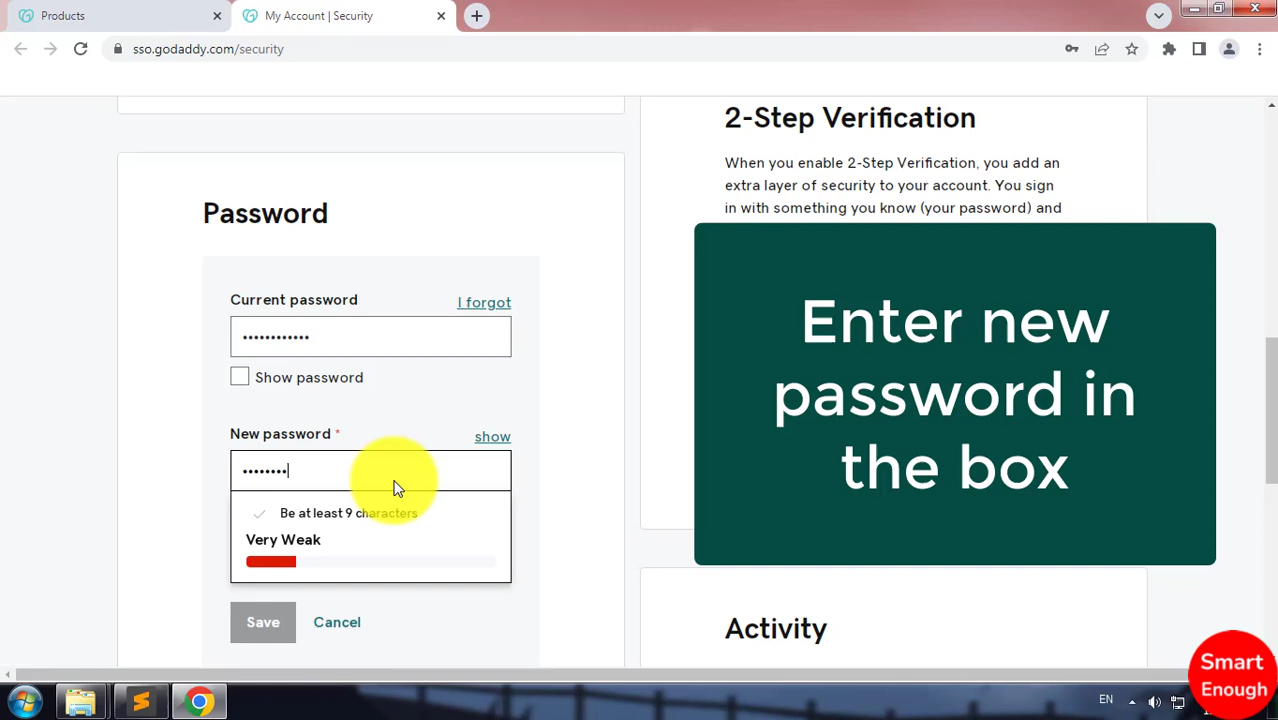 Products
My Account | Security
sso.godaddy.com/security
2-Step Verification
When you enable 2-Step Verification, you add an
extra layer of security to your account. You sign
in with something you know (your password) and
Password
Current password
I forgot
••••••••••••
Show password
New password *
show
••••••••
Be at least 9 characters
Very Weak
Save
Cancel
Enter new
password in
the box
Activity
Smart
Enough
EN